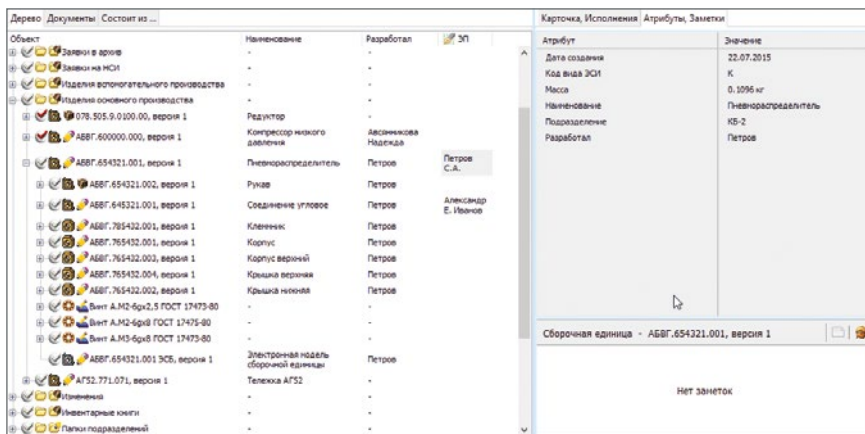 Дерево Документы Состоит из ...
Объект Наименование Разработал ЭП
Заявки в архив - -
Заявки на НСИ - -
Изделия вспомогательного производства - -
Изделия основного производства - -
078.505.9.0100.00, версия 1 Редуктор -
АБВГ.600000.000, версия 1 Компрессор низкого давления Авсянникова Надежда
АБВГ.654321.001, версия 1 Пневмораспределитель Петров Петров С.А.
АБВГ.654321.002, версия 1 Рукав Петров
АБВГ.645321.001, версия 1 Соединение угловое Петров Александр Е. Иванов
АБВГ.785432.001, версия 1 Клеммник Петров
АБВГ.765432.001, версия 1 Корпус Петров
АБВГ.765432.003, версия 1 Корпус верхний Петров
АБВГ.765432.004, версия 1 Крышка верхняя Петров
АБВГ.765432.002, версия 1 Крышка нижняя Петров
Винт А.М2-6gx2,5 ГОСТ 17473-80 - -
Винт А.М2-6gx8 ГОСТ 17475-80 - -
Винт А.М3-6gx8 ГОСТ 17473-80 - -
АБВГ.654321.001 ЭСБ, версия 1 Электронная модель сборочной единицы Петров
АГ52.771.071, версия 1 Тележка АГ52 -
Изменения - -
Инвентарные книги - -
Папки подразделений - -
Карточка, Исполнения Атрибуты, Заметки
Атрибут Значение
Дата создания 22.07.2015
Код вида ЭСИ К
Масса 0.1096 кг
Наименование Пневмораспределитель
Подразделение КБ-2
Разработал Петров
Сборочная единица - АБВГ.654321.001, версия 1
Нет заметок